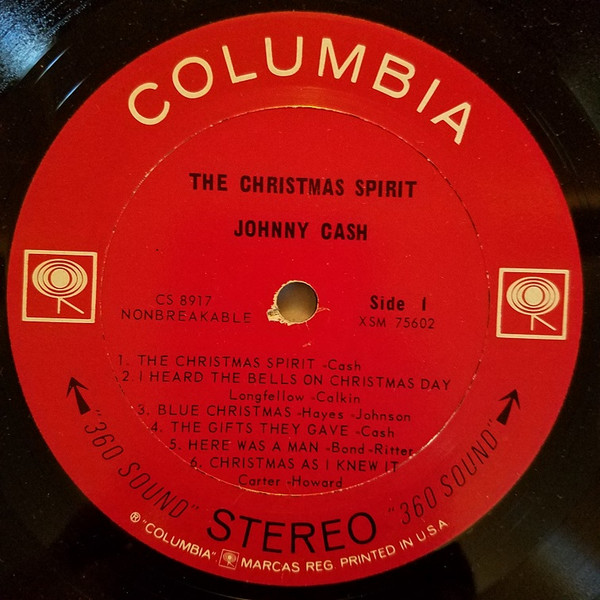 COLUMBIA
THE CHRISTMAS SPIRIT
JOHNNY CASH
CS 8917
NONBREAKABLE
Side 1
XSM 75602
1. THE CHRISTMAS SPIRIT -Cash
2. I HEARD THE BELLS ON CHRISTMAS DAY
Longfellow -Calkin
3. BLUE CHRISTMAS -Hayes -Johnson
4. THE GIFTS THEY GAVE -Cash
5. HERE WAS A MAN -Bond -Ritter
6. CHRISTMAS AS I KNEW IT
Carter -Howard
"360 SOUND" STEREO "360 SOUND"
® "COLUMBIA" MARCAS REG. PRINTED IN U.S.A